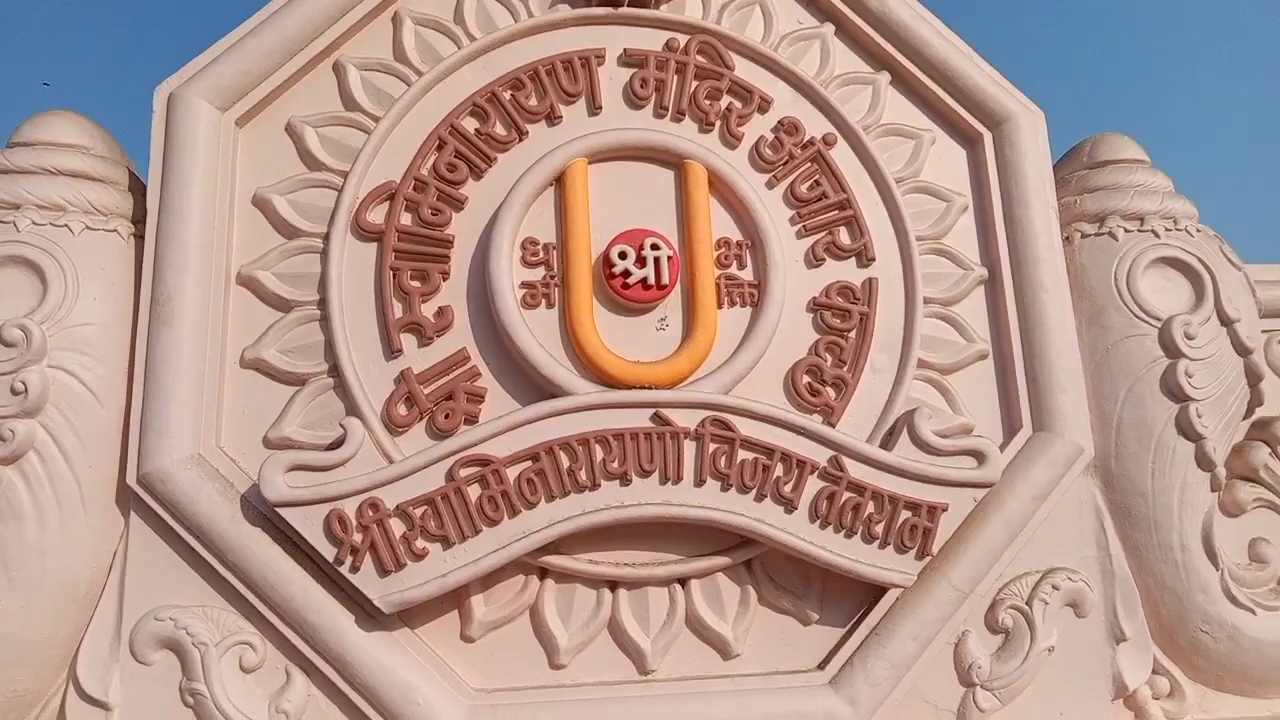 श्री स्वामिनारायण मंदिर अंजार कच्छ
धर्म
श्री
भक्ति
श्रीस्वामिनारायणो विजय तेतराम